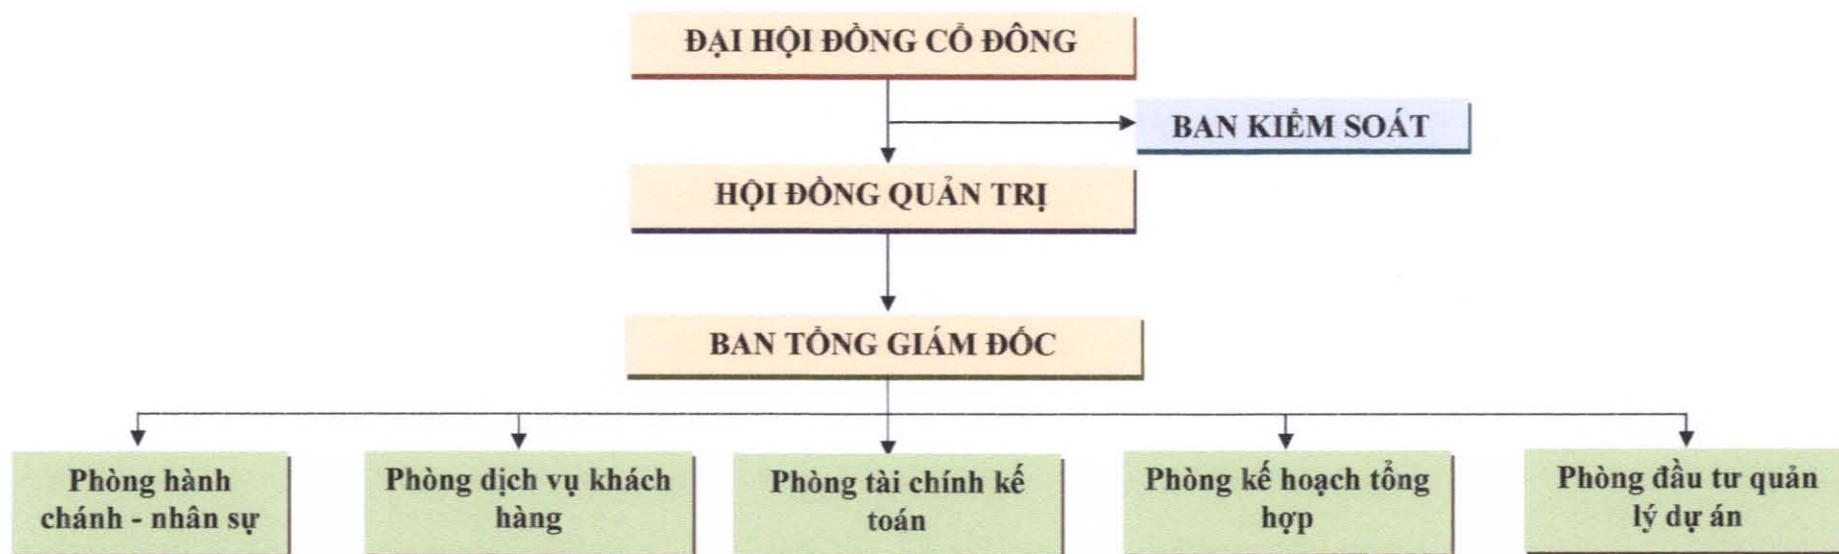 ĐẠI HỘI ĐỒNG CỔ ĐÔNG
BAN KIỂM SOÁT
HỘI ĐỒNG QUẢN TRỊ
BAN TỔNG GIÁM ĐỐC
Phòng hành
chánh - nhân sự
Phòng dịch vụ khách
hàng
Phòng tài chính kế
toán
Phòng kế hoạch tổng
hợp
Phòng đầu tư quản
lý dự án